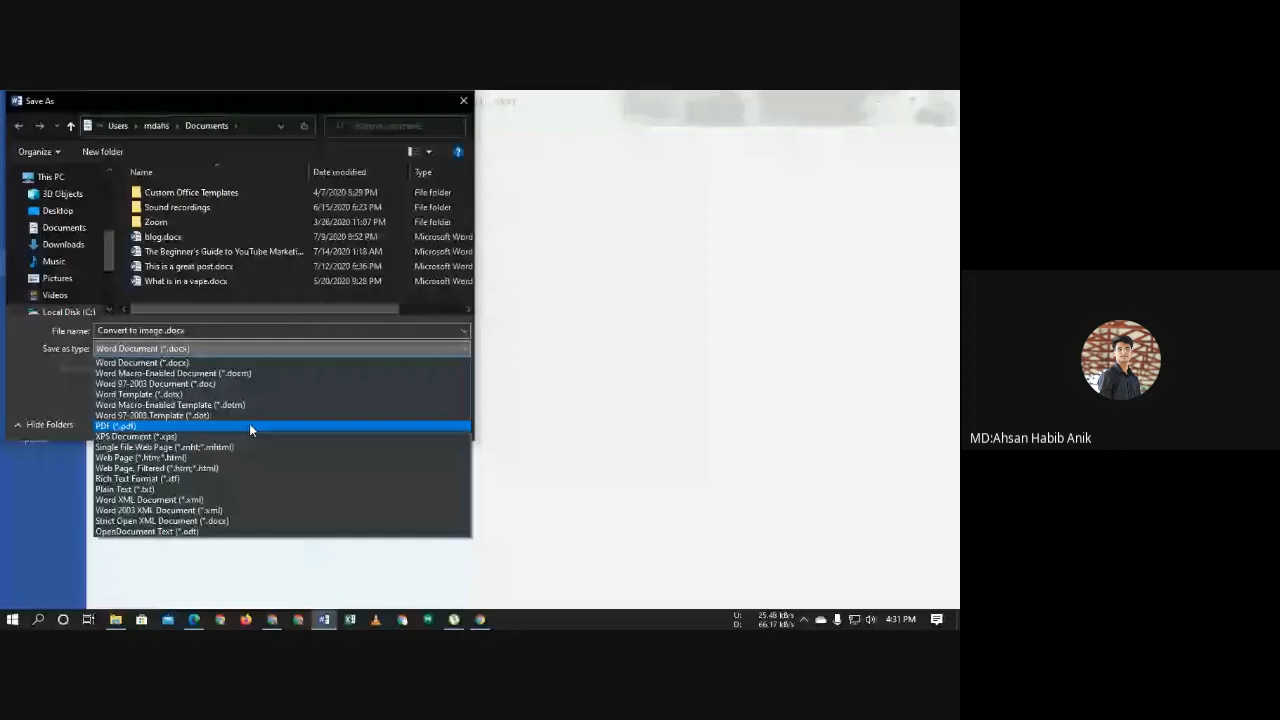 Save As
Users
mdahs
Documents
Organize
New folder
This PC
3D Objects
Desktop
Documents
Downloads
Music
Pictures
Videos
Local Disk (C:)
Name
Date modified
Type
Custom Office Templates
4/7/2020 8:29 PM
File folder
Sound recordings
6/15/2020 6:23 PM
File folder
Zoom
3/26/2020 11:07 PM
File folder
blog.docx
7/9/2020 8:52 PM
Microsoft Word
The Beginner's Guide to YouTube Marketi...
7/14/2020 1:18 AM
Microsoft Word
This is a great post.docx
7/12/2020 6:36 PM
Microsoft Word
What is in a vape.docx
5/20/2020 9:28 PM
Microsoft Word
File name: Convert to image .docx
Save as type: Word Document (*.docx)
Word Document (*.docx)
Word Macro-Enabled Document (*.docm)
Word 97-2003 Document (*.doc)
Word Template (*.dotx)
Word Macro-Enabled Template (*.dotm)
Word 97-2003 Template (*.dot)
PDF (*.pdf)
XPS Document (*.xps)
Single File Web Page (*.mht;*.mhtml)
Web Page (*.htm;*.html)
Web Page, Filtered (*.htm;*.html)
Rich Text Format (*.rtf)
Plain Text (*.txt)
Word XML Document (*.xml)
Word 2003 XML Document (*.xml)
Strict Open XML Document (*.docx)
OpenDocument Text (*.odt)
Hide Folders
MD:Ahsan Habib Anik
U: 25.48 kB/s
D: 66.17 kB/s
4:31 PM